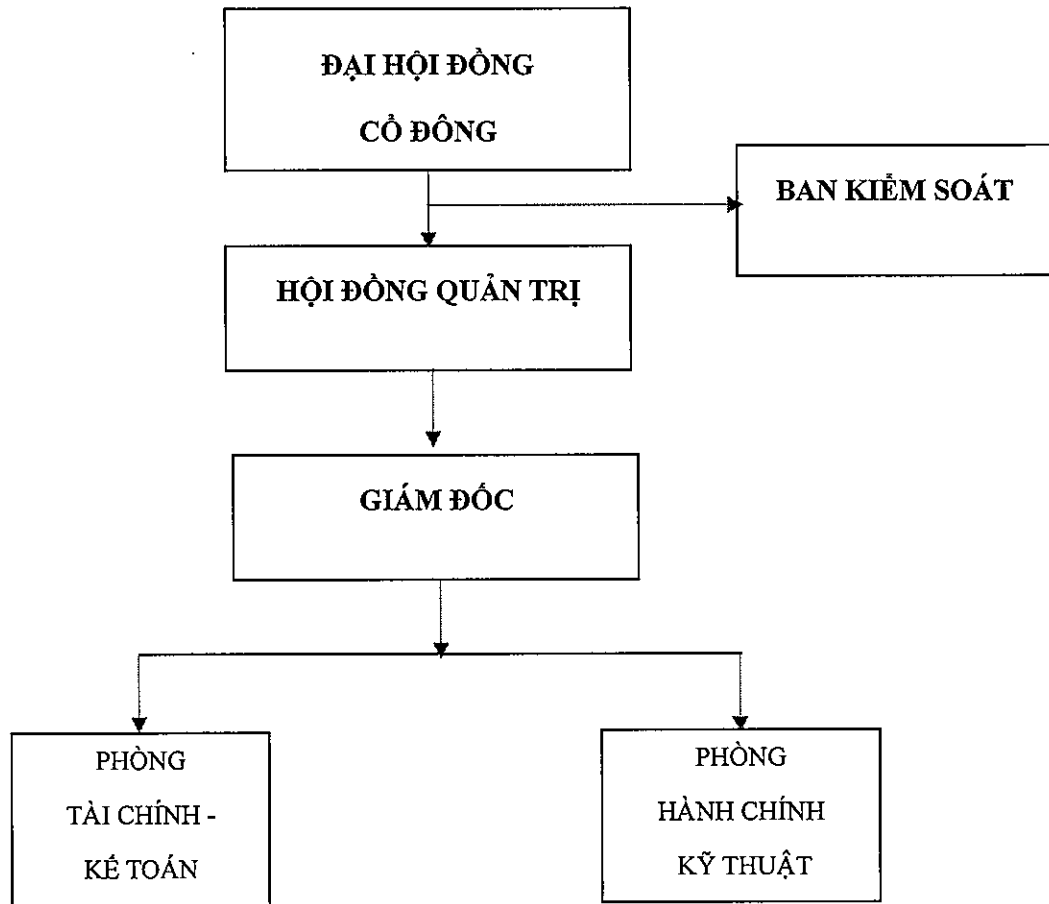 ĐẠI HỘI ĐỒNG
CỔ ĐÔNG
BAN KIỂM SOÁT
HỘI ĐỒNG QUẢN TRỊ
GIÁM ĐỐC
PHÒNG
TÀI CHÍNH -
KẾ TOÁN
PHÒNG
HÀNH CHÍNH
KỸ THUẬT